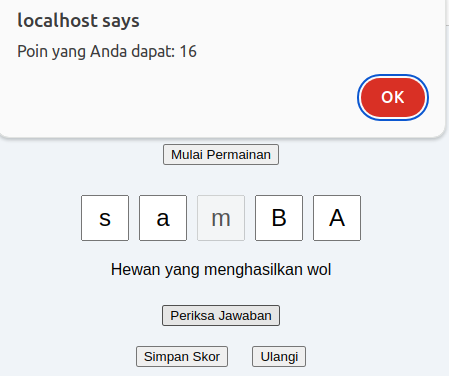 localhost says
Poin yang Anda dapat: 16
OK
Mulai Permainan
s a m B A
Hewan yang menghasilkan wol
Periksa Jawaban
Simpan Skor Ulangi